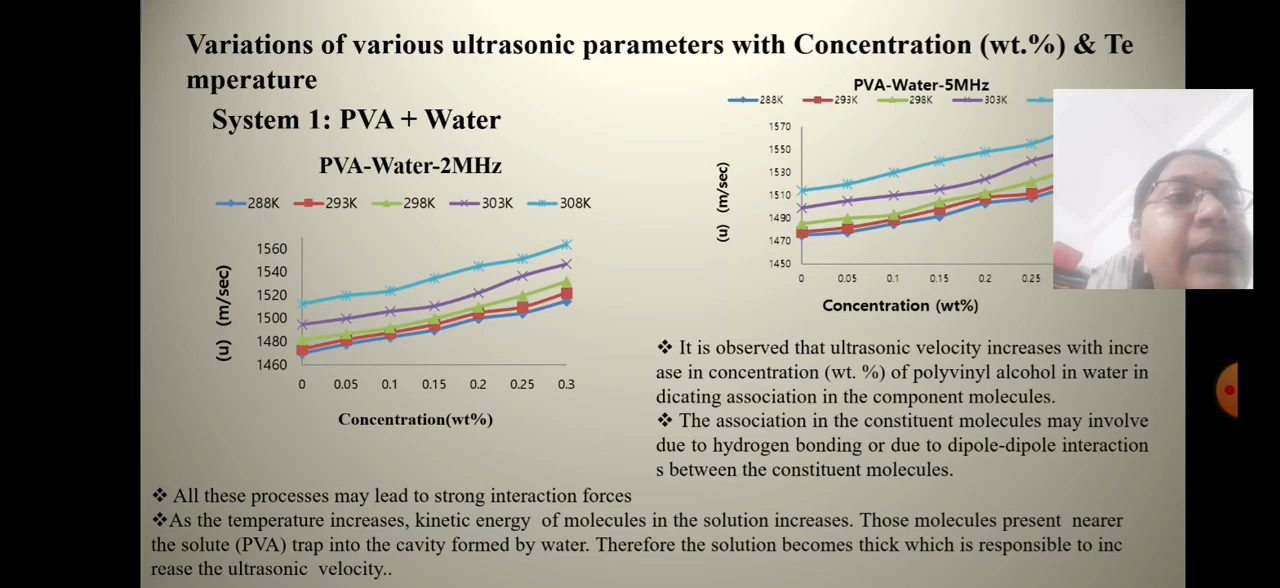 Variations of various ultrasonic parameters with Concentration (wt.%) & Te
mperature
System 1: PVA + Water
PVA-Water-2MHz
288K 293K 298K 303K 308K
(u) (m/sec)
1560
1540
1520
1500
1480
1460
0 0.05 0.1 0.15 0.2 0.25 0.3
Concentration(wt%)
PVA-Water-5MHz
288K 293K 298K 303K
(u) (m/sec)
1570
1550
1530
1510
1490
1470
1450
0 0.05 0.1 0.15 0.2 0.25
Concentration (wt%)
❖ It is observed that ultrasonic velocity increases with incre
ase in concentration (wt. %) of polyvinyl alcohol in water in
dicating association in the component molecules.
❖ The association in the constituent molecules may involve
due to hydrogen bonding or due to dipole-dipole interaction
s between the constituent molecules.
❖ All these processes may lead to strong interaction forces
❖As the temperature increases, kinetic energy of molecules in the solution increases. Those molecules present nearer
the solute (PVA) trap into the cavity formed by water. Therefore the solution becomes thick which is responsible to inc
rease the ultrasonic velocity..